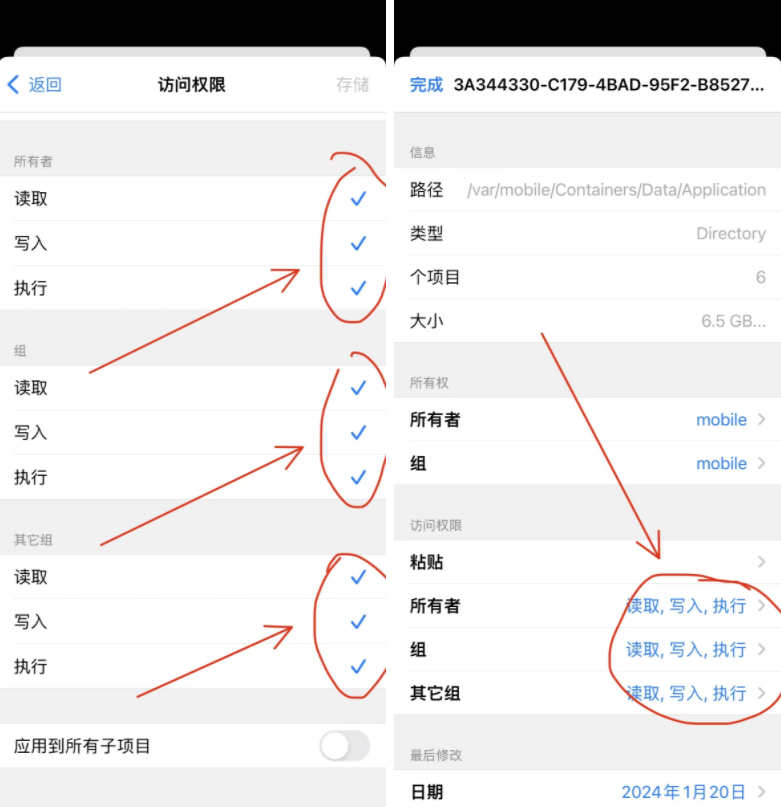 返回 访问权限 存储
所有者
读取
写入
执行
组
读取
写入
执行
其它组
读取
写入
执行
应用到所有子项目
完成 3A344330-C179-4BAD-95F2-B8527...
信息
路径 /var/mobile/Containers/Data/Application
类型 Directory
个项目 6
大小 6.5 GB...
所有权
所有者 mobile
组 mobile
访问权限
粘贴
所有者 读取, 写入, 执行
组 读取, 写入, 执行
其它组 读取, 写入, 执行
最后修改
日期 2024年1月20日